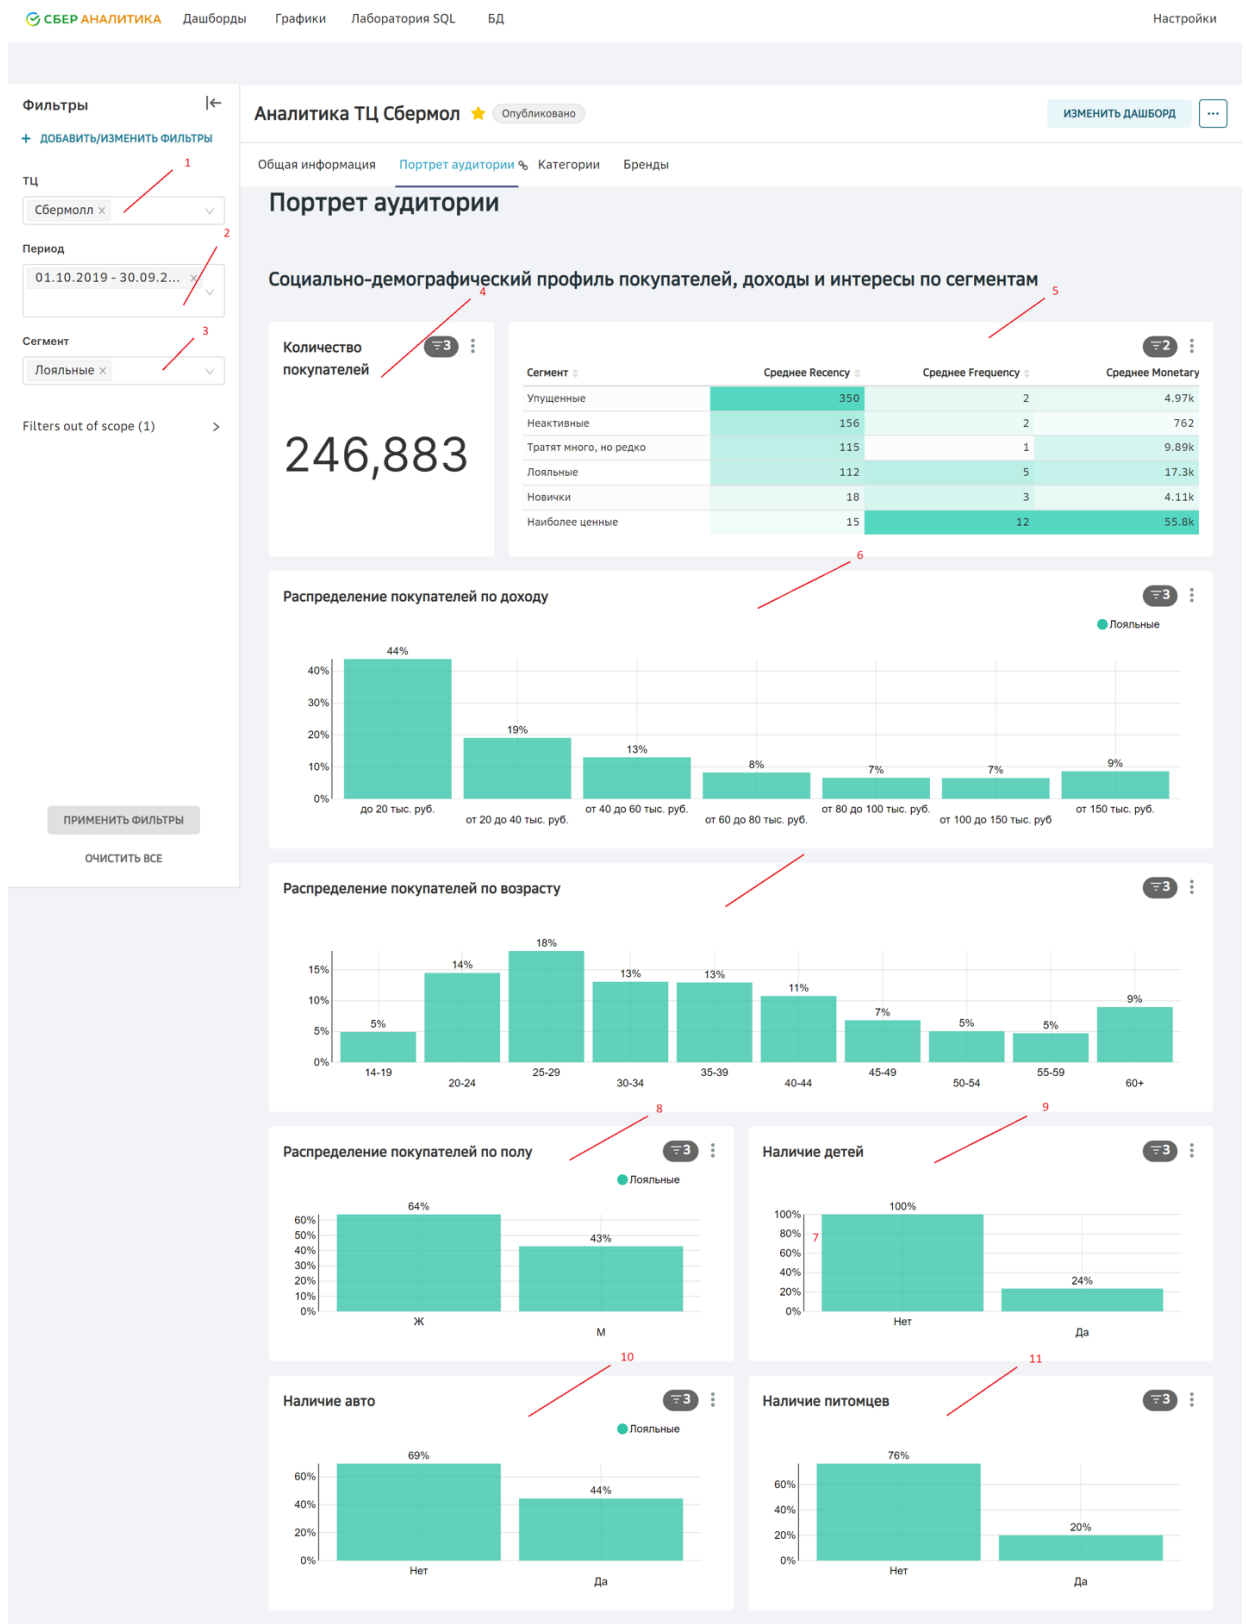 СБЕР АНАЛИТИКА Дашборды Графики Лаборатория SQL БД Настройки
Фильтры
+ ДОБАВИТЬ/ИЗМЕНИТЬ ФИЛЬТРЫ
1
ТЦ
Сбермолл ×
2
Период
01.10.2019 - 30.09.2... ×
3
Сегмент
Лояльные ×
Filters out of scope (1) >
ПРИМЕНИТЬ ФИЛЬТРЫ
ОЧИСТИТЬ ВСЕ
Аналитика ТЦ Сбермол Опубликовано ИЗМЕНИТЬ ДАШБОРД ...
Общая информация Портрет аудитории Категории Бренды
Портрет аудитории
Социально-демографический профиль покупателей, доходы и интересы по сегментам
4 5
Количество покупателей 3
246,883
2
Сегмент Среднее Recency Среднее Frequency Среднее Monetary
Упущенные 350 2 4.97k
Неактивные 156 2 762
Тратят много, но редко 115 1 9.89k
Лояльные 112 5 17.3k
Новички 18 3 4.11k
Наиболее ценные 15 12 55.8k
6
Распределение покупателей по доходу 3
Лояльные
44% 19% 13% 8% 7% 7% 9%
40%
30%
20%
10%
0%
до 20 тыс. руб. от 20 до 40 тыс. руб. от 40 до 60 тыс. руб. от 60 до 80 тыс. руб. от 80 до 100 тыс. руб. от 100 до 150 тыс. руб от 150 тыс. руб.
Распределение покупателей по возрасту 3
5% 14% 18% 13% 13% 11% 7% 5% 5% 9%
15%
10%
5%
0%
14-19 20-24 25-29 30-34 35-39 40-44 45-49 50-54 55-59 60+
8 9
Распределение покупателей по полу 3
Лояльные
64% 43%
60%
50%
40%
30%
20%
10%
0%
Ж М
Наличие детей 3
100% 24%
100%
80% 7
60%
40%
20%
0%
Нет Да
10 11
Наличие авто 3
Лояльные
69% 44%
60%
40%
20%
0%
Нет Да
Наличие питомцев 3
76% 20%
60%
40%
20%
0%
Нет Да